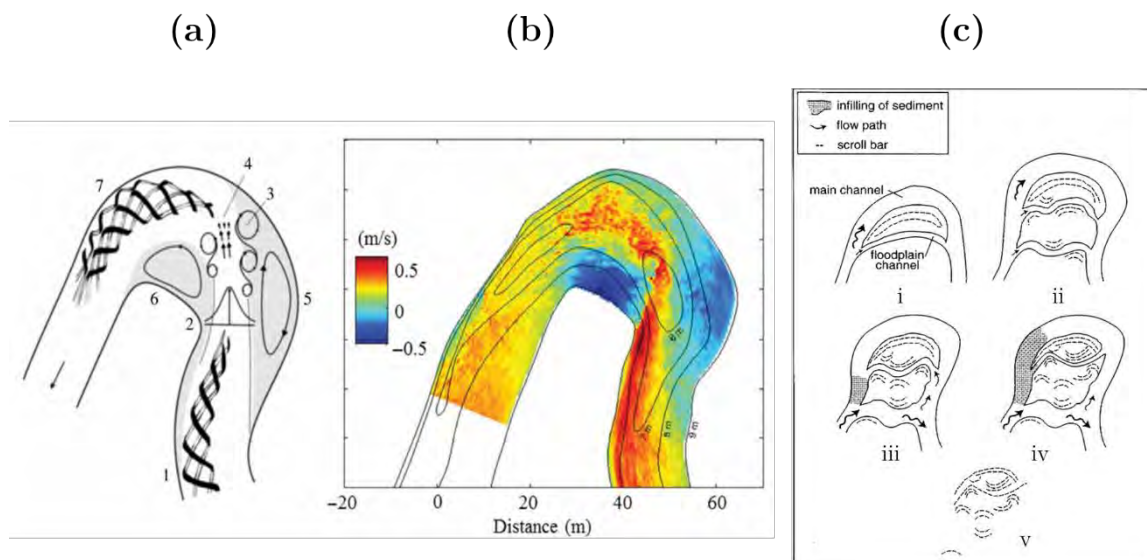 (a)
(b)
(c)
1
2
3
4
5
6
7
(m/s)
0.5
0
−0.5
−20
0
20
40
60
Distance (m)
infilling of sediment
flow path
scroll bar
main channel
floodplain channel
i
ii
iii
iv
v